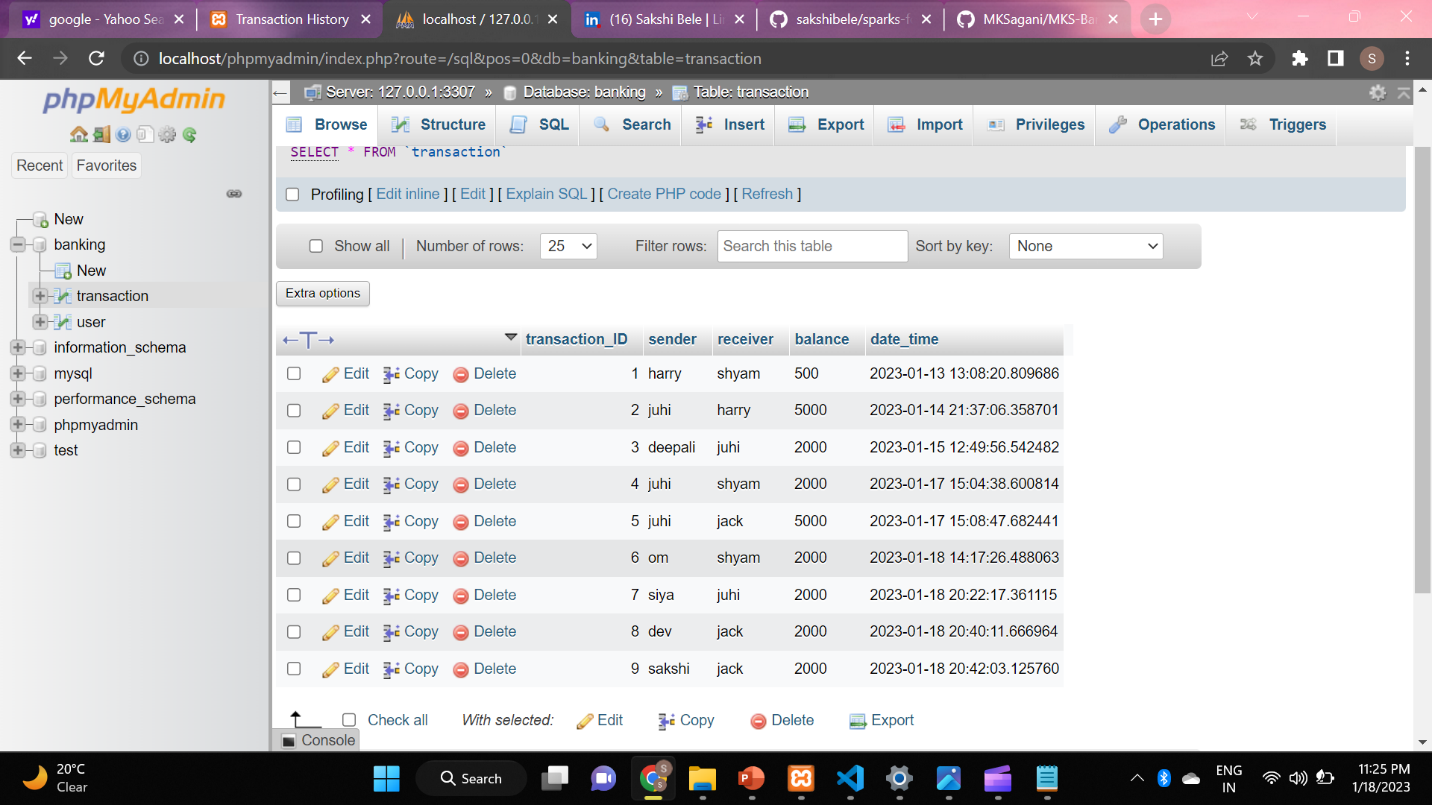 google - Yahoo Sea
Transaction History
localhost / 127.0.0.1
(16) Sakshi Bele | Li
sakshibele/sparks-f
MKSagani/MKS-Ba
localhost/phpmyadmin/index.php?route=/sql&pos=0&db=banking&table=transaction
S
phpMyAdmin
Recent Favorites
New
banking
New
transaction
user
information_schema
mysql
performance_schema
phpmyadmin
test
Server: 127.0.0.1:3307 » Database: banking » Table: transaction
Browse Structure SQL Search Insert Export Import Privileges Operations Triggers
SELECT * FROM `transaction`
Profiling [ Edit inline ] [ Edit ] [ Explain SQL ] [ Create PHP code ] [ Refresh ]
Show all | Number of rows: 25 Filter rows: Search this table Sort by key: None
Extra options
←T→ transaction_ID sender receiver balance date_time
Edit Copy Delete 1 harry shyam 500 2023-01-13 13:08:20.809686
Edit Copy Delete 2 juhi harry 5000 2023-01-14 21:37:06.358701
Edit Copy Delete 3 deepali juhi 2000 2023-01-15 12:49:56.542482
Edit Copy Delete 4 juhi shyam 2000 2023-01-17 15:04:38.600814
Edit Copy Delete 5 juhi jack 5000 2023-01-17 15:08:47.682441
Edit Copy Delete 6 om shyam 2000 2023-01-18 14:17:26.488063
Edit Copy Delete 7 siya juhi 2000 2023-01-18 20:22:17.361115
Edit Copy Delete 8 dev jack 2000 2023-01-18 20:40:11.666964
Edit Copy Delete 9 sakshi jack 2000 2023-01-18 20:42:03.125760
Check all With selected: Edit Copy Delete Export
Console
20°C
Clear
Search
ENG
IN
11:25 PM
1/18/2023